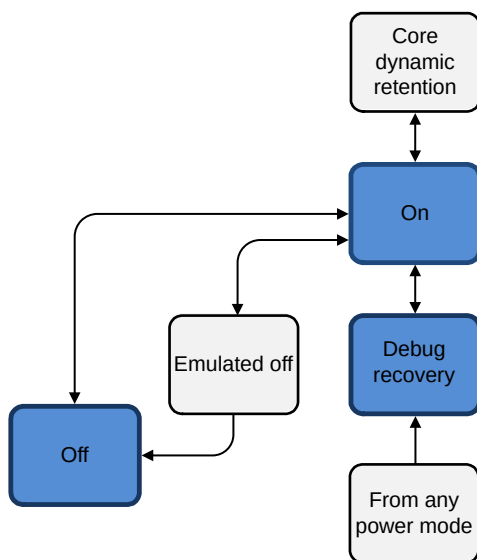 Core
dynamic
retention
On
Emulated off
Debug
recovery
Off
From any
power mode